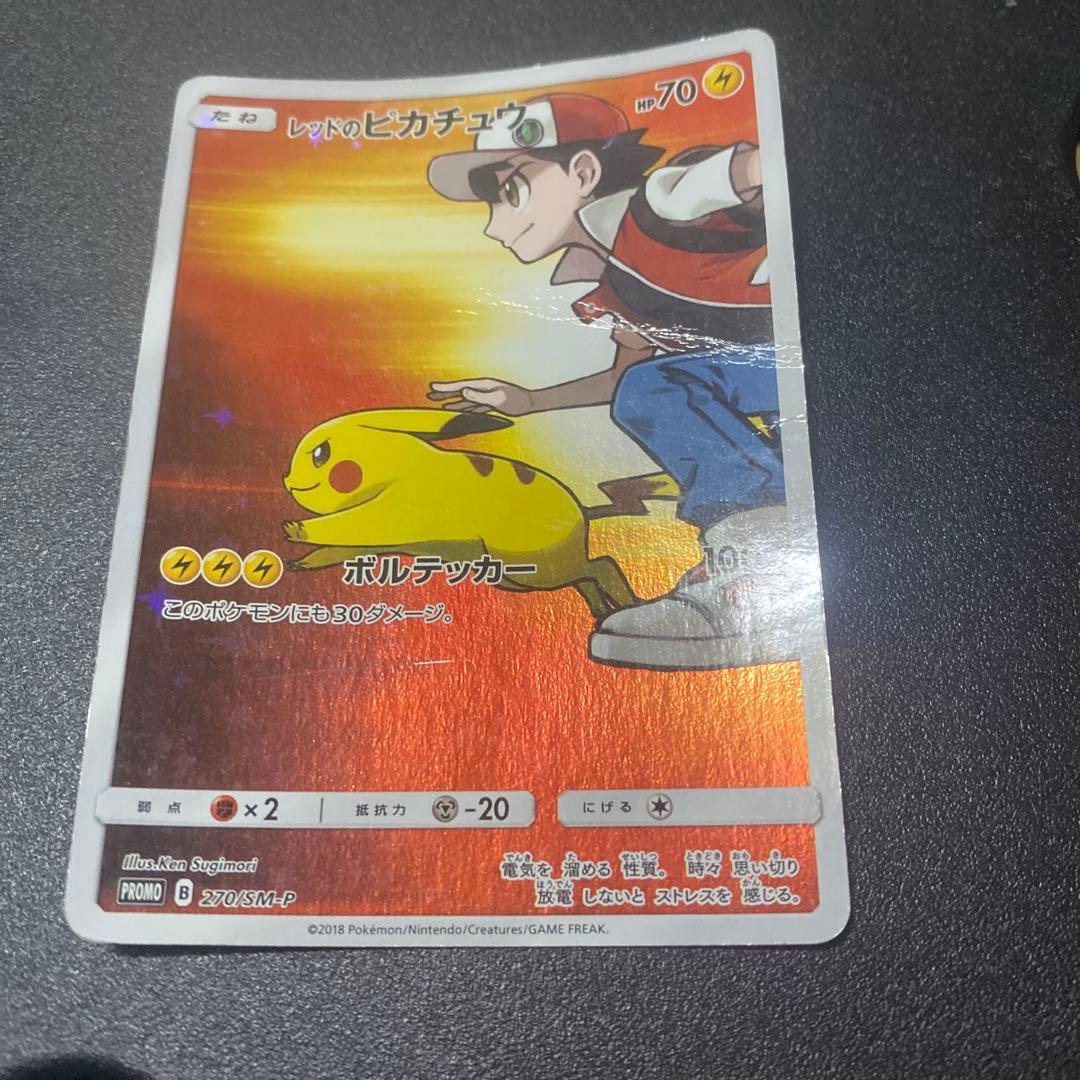 たね レッドのピカチュウ HP70
ボルテッカー
このポケモンにも30ダメージ。
弱点 ×2 抵抗力 -20 にげる
Illus.Ken Sugimori
電気を 溜める 性質。 時々 思い切り
放電 しないと ストレスを 感じる。
PROMO B 270/SM-P
©2018 Pokémon/Nintendo/Creatures/GAME FREAK.